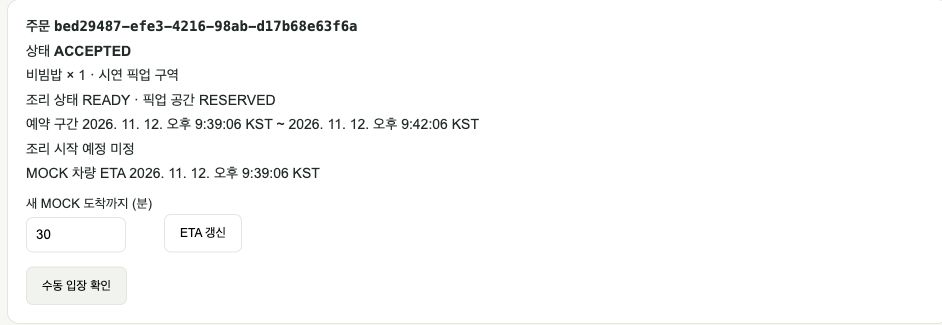 주문 bed29487-efe3-4216-98ab-d17b68e63f6a
상태 ACCEPTED
비빔밥 × 1 · 시연 픽업 구역
조리 상태 READY · 픽업 공간 RESERVED
예약 구간 2026. 11. 12. 오후 9:39:06 KST ~ 2026. 11. 12. 오후 9:42:06 KST
조리 시작 예정 미정
MOCK 차량 ETA 2026. 11. 12. 오후 9:39:06 KST
새 MOCK 도착까지 (분)
30 ETA 갱신
수동 입장 확인